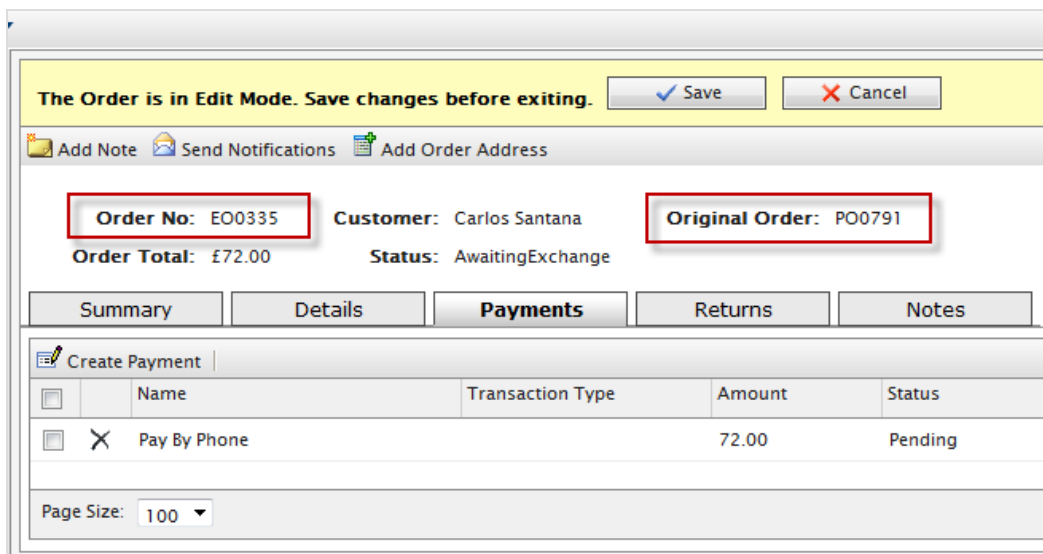 The Order is in Edit Mode. Save changes before exiting. Save Cancel
Add Note Send Notifications Add Order Address
Order No: EO0335 Customer: Carlos Santana Original Order: PO0791
Order Total: £72.00 Status: AwaitingExchange
Summary Details Payments Returns Notes
Create Payment
Name Transaction Type Amount Status
Pay By Phone 72.00 Pending
Page Size: 100